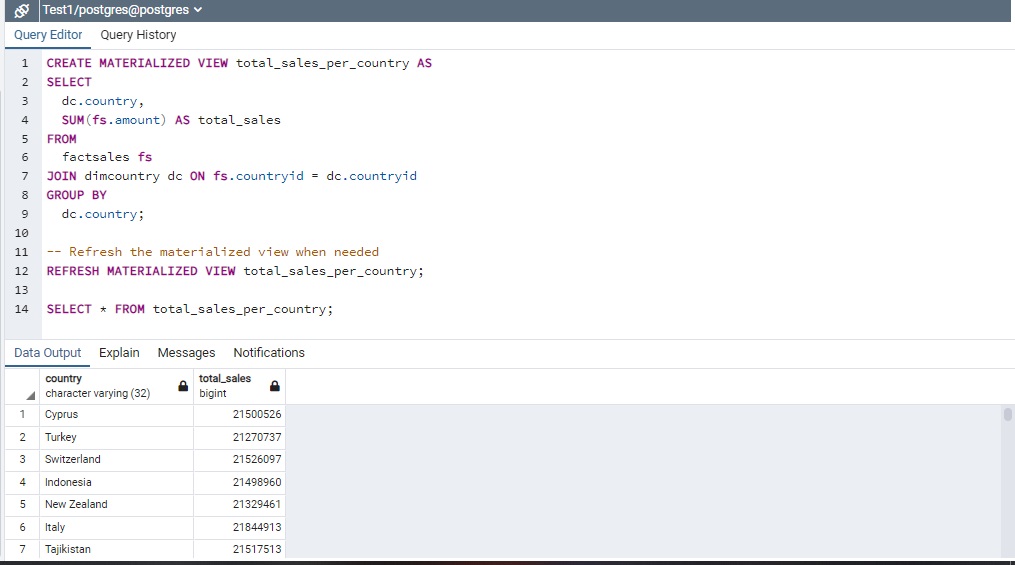 Test1/postgres@postgres
Query Editor Query History
1 CREATE MATERIALIZED VIEW total_sales_per_country AS
2 SELECT
3 dc.country,
4 SUM(fs.amount) AS total_sales
5 FROM
6 factsales fs
7 JOIN dimcountry dc ON fs.countryid = dc.countryid
8 GROUP BY
9 dc.country;
10
11 -- Refresh the materialized view when needed
12 REFRESH MATERIALIZED VIEW total_sales_per_country;
13
14 SELECT * FROM total_sales_per_country;
Data Output Explain Messages Notifications
country total_sales
character varying (32) bigint
1 Cyprus 21500526
2 Turkey 21270737
3 Switzerland 21526097
4 Indonesia 21498960
5 New Zealand 21329461
6 Italy 21844913
7 Tajikistan 21517513